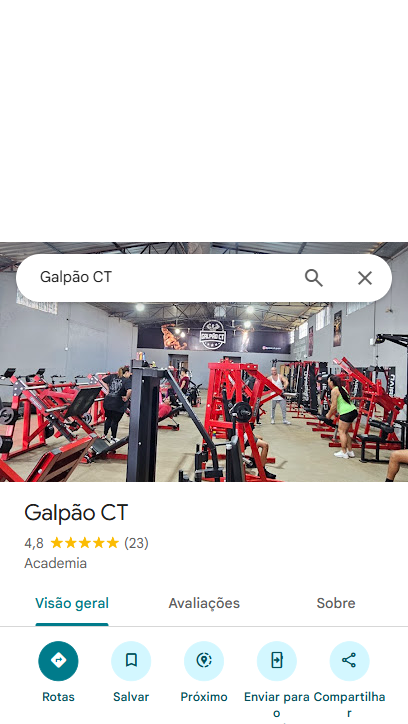 Galpão CT
GALPÃO CT
Galpão CT
4,8 (23)
Academia
Visão geral Avaliações Sobre
Rotas Salvar Próximo Enviar para o Compartilhar